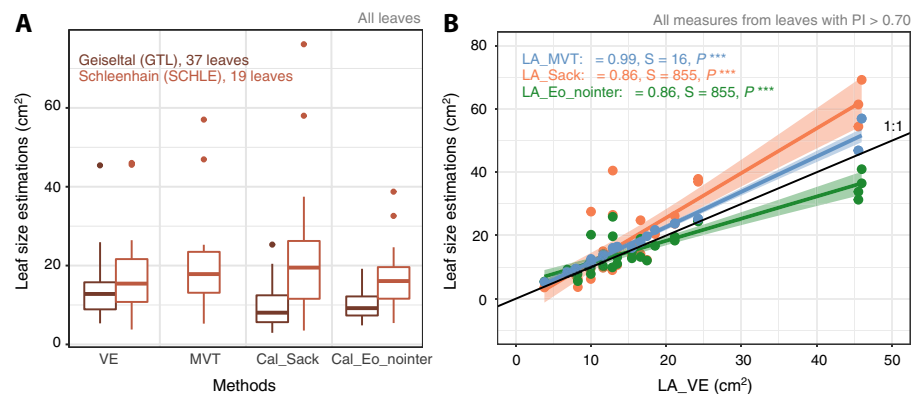 A
All leaves
Geiseltal (GTL), 37 leaves
Schleenhain (SCHLE), 19 leaves
Leaf size estimations (cm²)
60
40
20
0
VE
MVT
Cal_Sack
Cal_Eo_nointer
Methods
B
All measures from leaves with PI > 0.70
LA_MVT: = 0.99, S = 16, P ***
LA_Sack: = 0.86, S = 855, P ***
LA_Eo_nointer: = 0.86, S = 855, P ***
1:1
Leaf size estimations (cm²)
80
60
40
20
0
0
10
20
30
40
50
LA_VE (cm²)